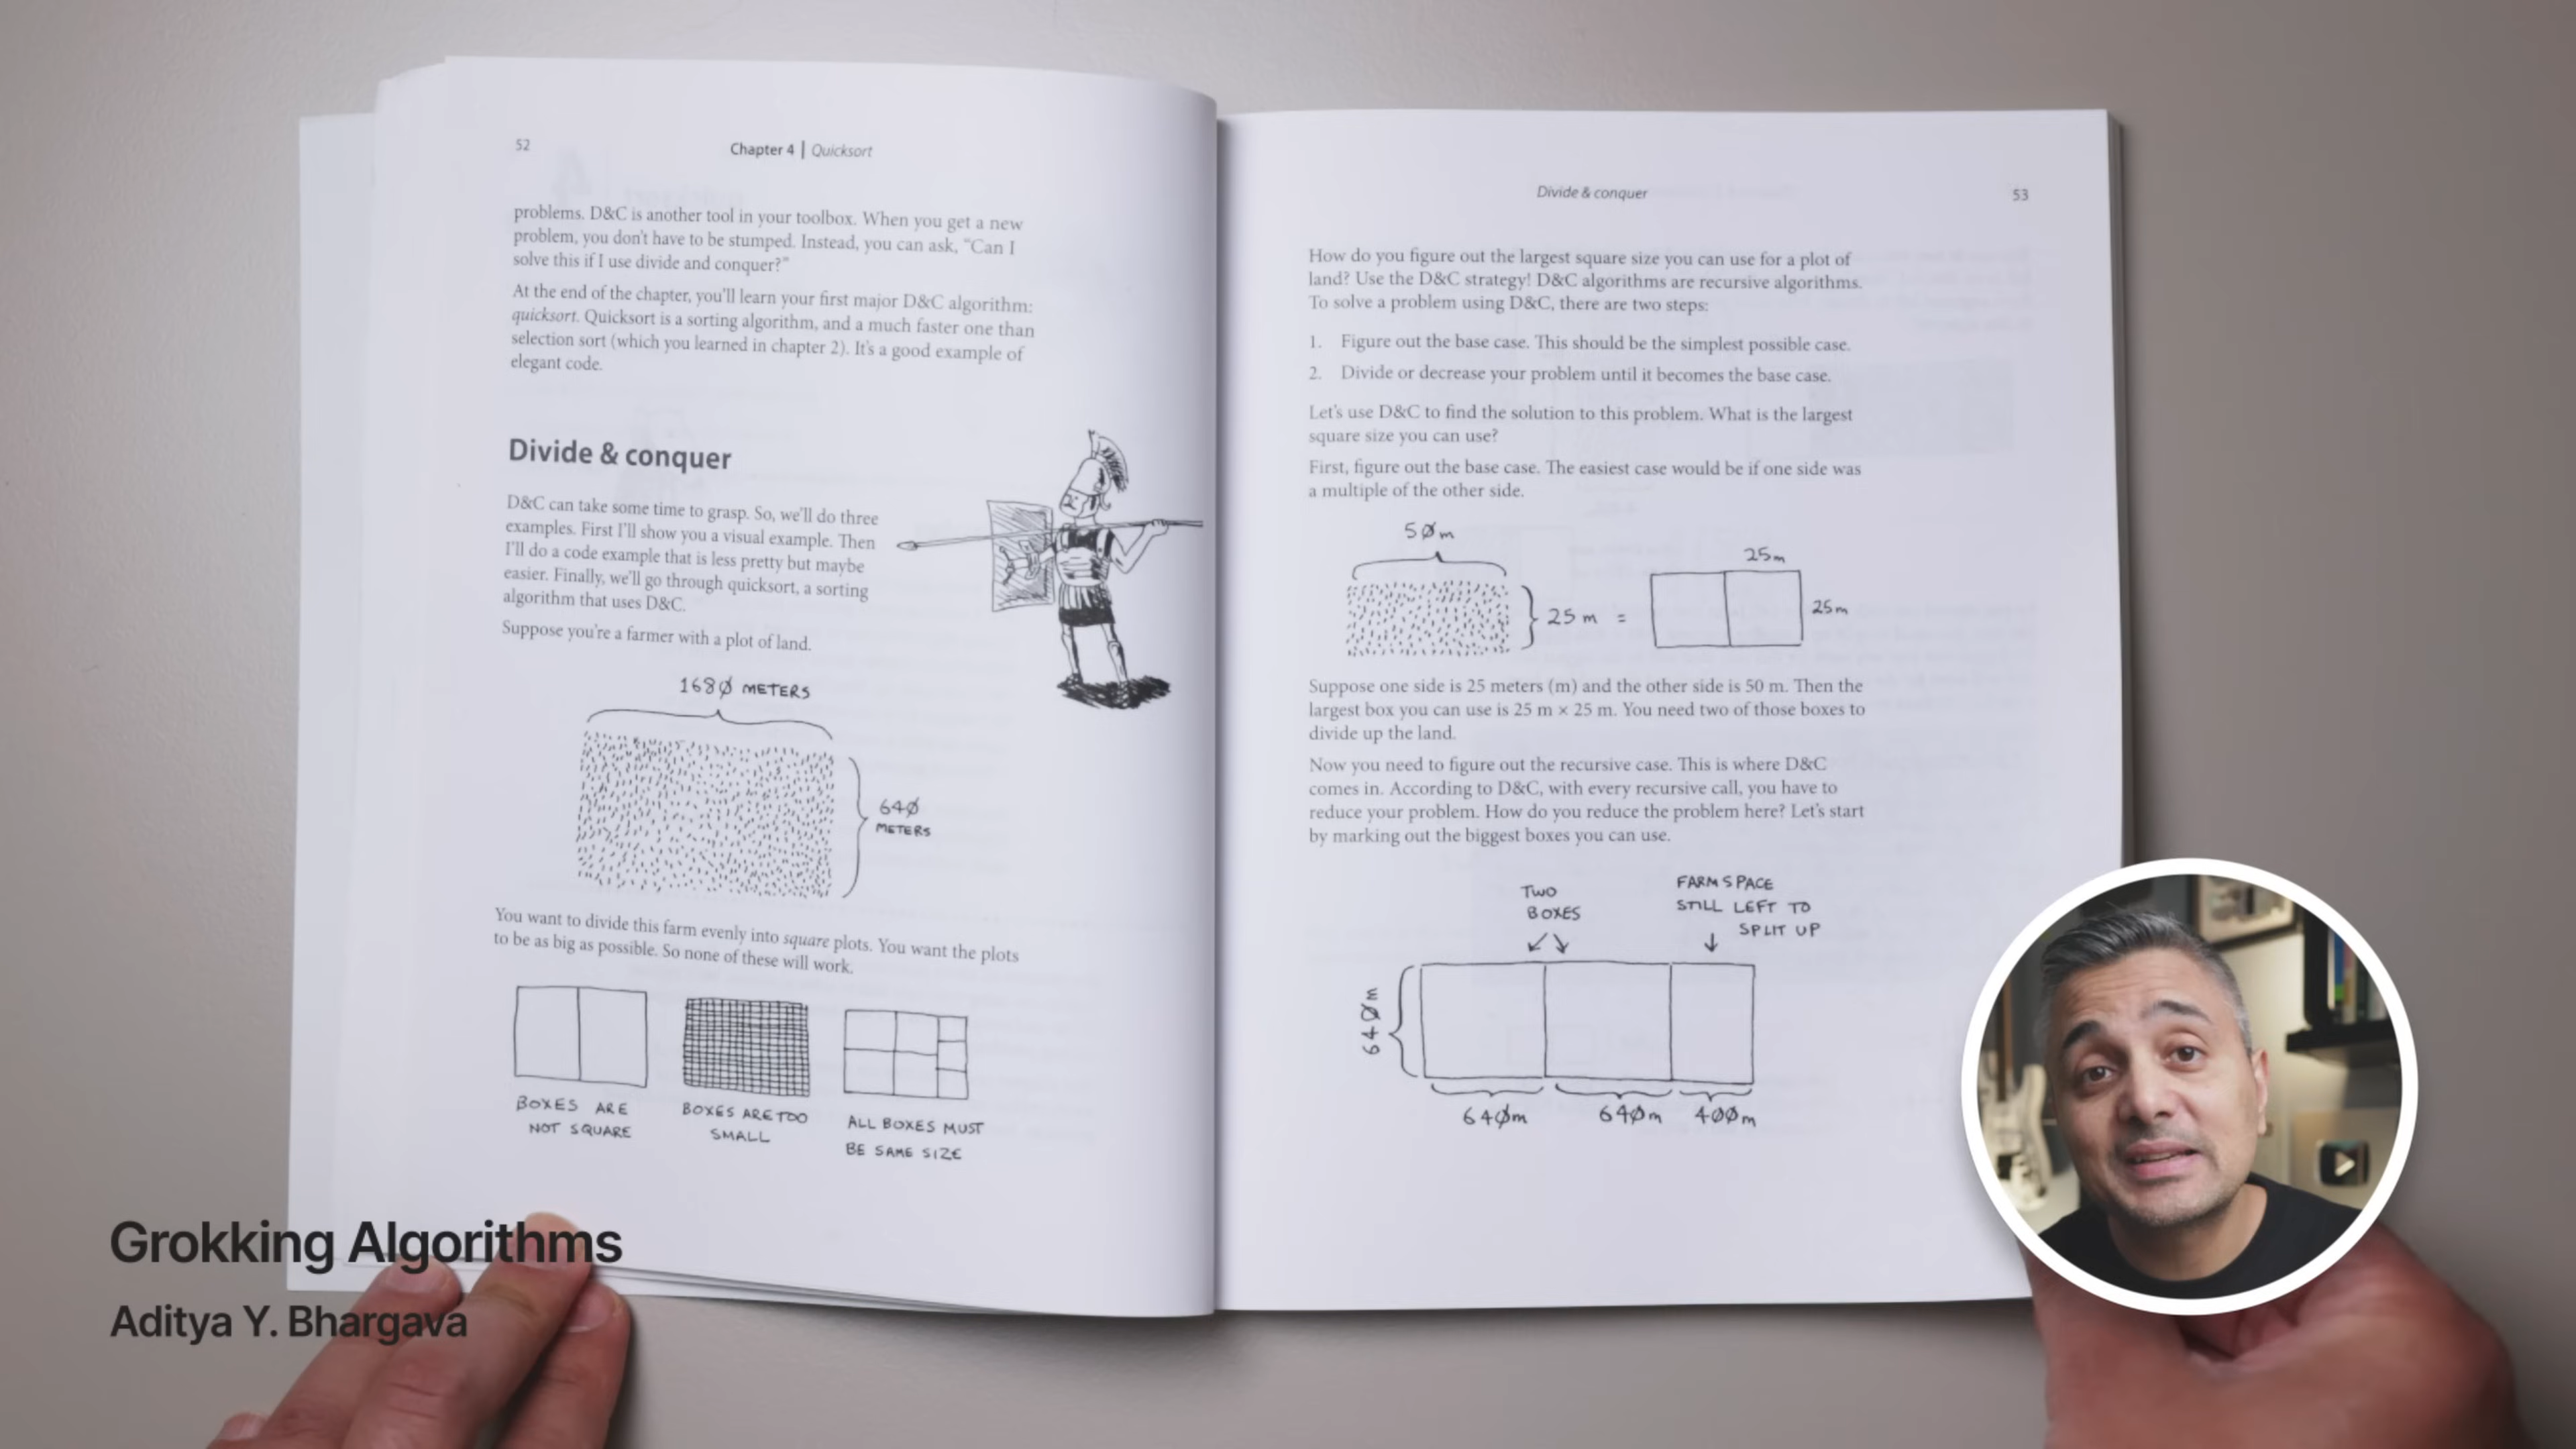 52
Chapter 4 | Quicksort
problems. D&C is another tool in your toolbox. When you get a new
problem, you don't have to be stumped. Instead, you can ask, "Can I
solve this if I use divide and conquer?"
At the end of the chapter, you'll learn your first major D&C algorithm:
quicksort. Quicksort is a sorting algorithm, and a much faster one than
selection sort (which you learned in chapter 2). It's a good example of
elegant code.
Divide & conquer
D&C can take some time to grasp. So, we'll do three
examples. First I'll show you a visual example. Then
I'll do a code example that is less pretty but maybe
easier. Finally, we'll go through quicksort, a sorting
algorithm that uses D&C.
Suppose you're a farmer with a plot of land.
168Ø METERS
64Ø
METERS
You want to divide this farm evenly into square plots. You want the plots
to be as big as possible. So none of these will work.
BOXES ARE
NOT SQUARE
BOXES ARE TOO
SMALL
ALL BOXES MUST
BE SAME SIZE
Divide & conquer
53
How do you figure out the largest square size you can use for a plot of
land? Use the D&C strategy! D&C algorithms are recursive algorithms.
To solve a problem using D&C, there are two steps:
1. Figure out the base case. This should be the simplest possible case.
2. Divide or decrease your problem until it becomes the base case.
Let's use D&C to find the solution to this problem. What is the largest
square size you can use?
First, figure out the base case. The easiest case would be if one side was
a multiple of the other side.
5Øm
25 m =
25m
25m
Suppose one side is 25 meters (m) and the other side is 50 m. Then the
largest box you can use is 25 m × 25 m. You need two of those boxes to
divide up the land.
Now you need to figure out the recursive case. This is where D&C
comes in. According to D&C, with every recursive call, you have to
reduce your problem. How do you reduce the problem here? Let's start
by marking out the biggest boxes you can use.
TWO
BOXES
FARM SPACE
STILL LEFT TO
SPLIT UP
64Øm
64Øm
64Øm
4ØØm
Grokking Algorithms
Aditya Y. Bhargava